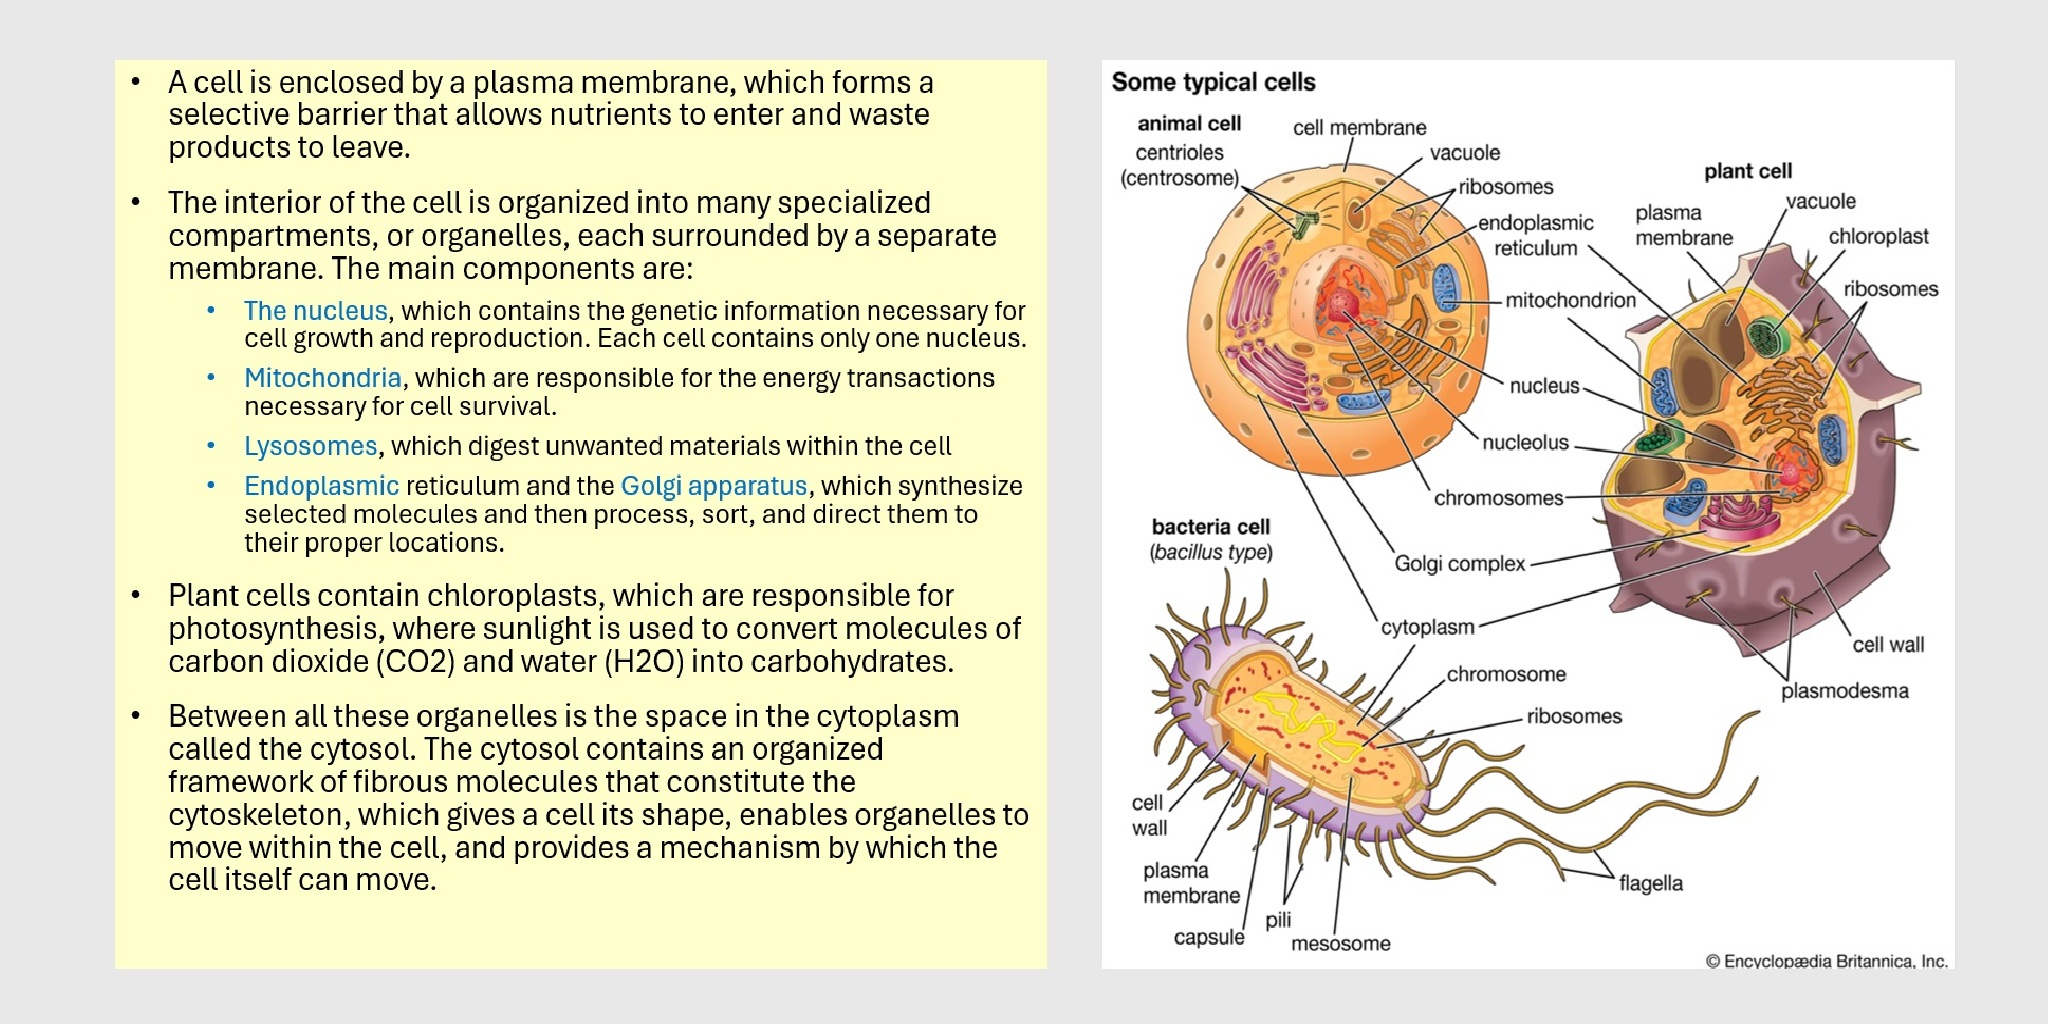 • A cell is enclosed by a plasma membrane, which forms a
selective barrier that allows nutrients to enter and waste
products to leave.
• The interior of the cell is organized into many specialized
compartments, or organelles, each surrounded by a separate
membrane. The main components are:
• The nucleus, which contains the genetic information necessary for
cell growth and reproduction. Each cell contains only one nucleus.
• Mitochondria, which are responsible for the energy transactions
necessary for cell survival.
• Lysosomes, which digest unwanted materials within the cell
• Endoplasmic reticulum and the Golgi apparatus, which synthesize
selected molecules and then process, sort, and direct them to
their proper locations.
• Plant cells contain chloroplasts, which are responsible for
photosynthesis, where sunlight is used to convert molecules of
carbon dioxide (CO2) and water (H2O) into carbohydrates.
• Between all these organelles is the space in the cytoplasm
called the cytosol. The cytosol contains an organized
framework of fibrous molecules that constitute the
cytoskeleton, which gives a cell its shape, enables organelles to
move within the cell, and provides a mechanism by which the
cell itself can move.
Some typical cells
animal cell
centrioles
(centrosome)
cell membrane
vacuole
ribosomes
endoplasmic
reticulum
mitochondrion
nucleus
nucleolus
chromosomes
Golgi complex
cytoplasm
plant cell
plasma
membrane
vacuole
chloroplast
ribosomes
cell wall
plasmodesma
bacteria cell
(bacillus type)
chromosome
ribosomes
cell
wall
plasma
membrane
capsule
pili
mesosome
flagella
© Encyclopædia Britannica, Inc.